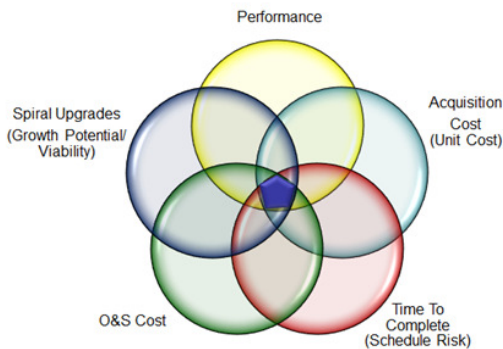 Performance
Spiral Upgrades
(Growth Potential/
Viability)
Acquisition
Cost
(Unit Cost)
O&S Cost
Time To
Complete
(Schedule Risk)